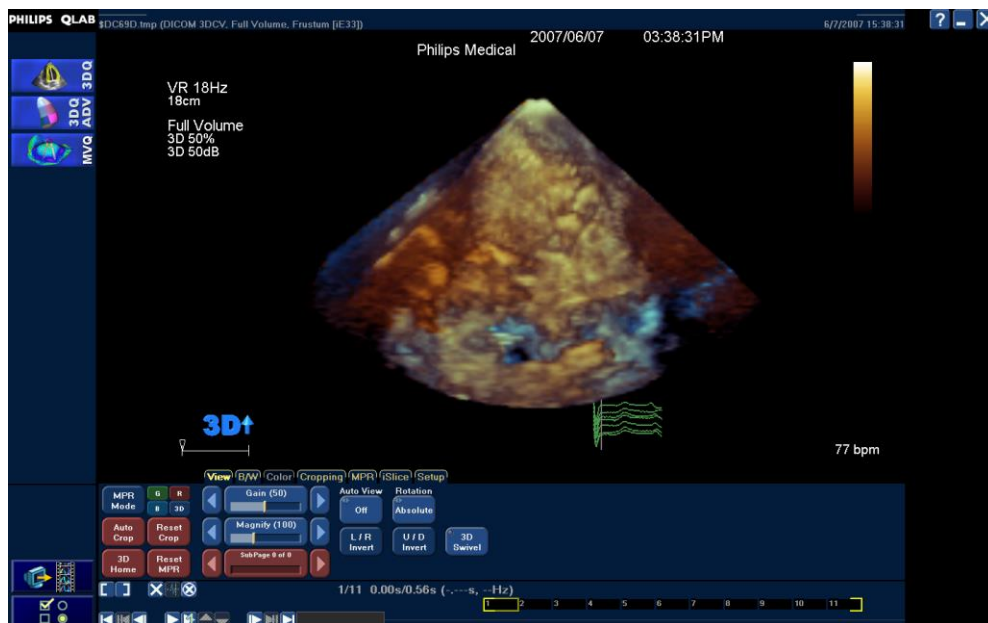 PHILIPS QLAB
$DC69D.tmp (DICOM 3DCV, Full Volume, Frustum [iE33])
6/7/2007 15:38:31
?
Philips Medical
2007/06/07 03:38:31PM
3DQ
3DQ ADV
MVQ
VR 18Hz
18cm
Full Volume
3D 50%
3D 50dB
3D
77 bpm
View B/W Color Cropping MPR iSlice Setup
MPR Mode
G R
B 3D
Gain (50)
Auto View
Off
Rotation
Absolute
Auto Crop
Reset Crop
Magnify (100)
L / R Invert
U / D Invert
3D Swivel
3D Home
Reset MPR
SubPage 0 of 0
1/11 0.00s/0.56s (-.---s, --Hz)
1 2 3 4 5 6 7 8 9 10 11